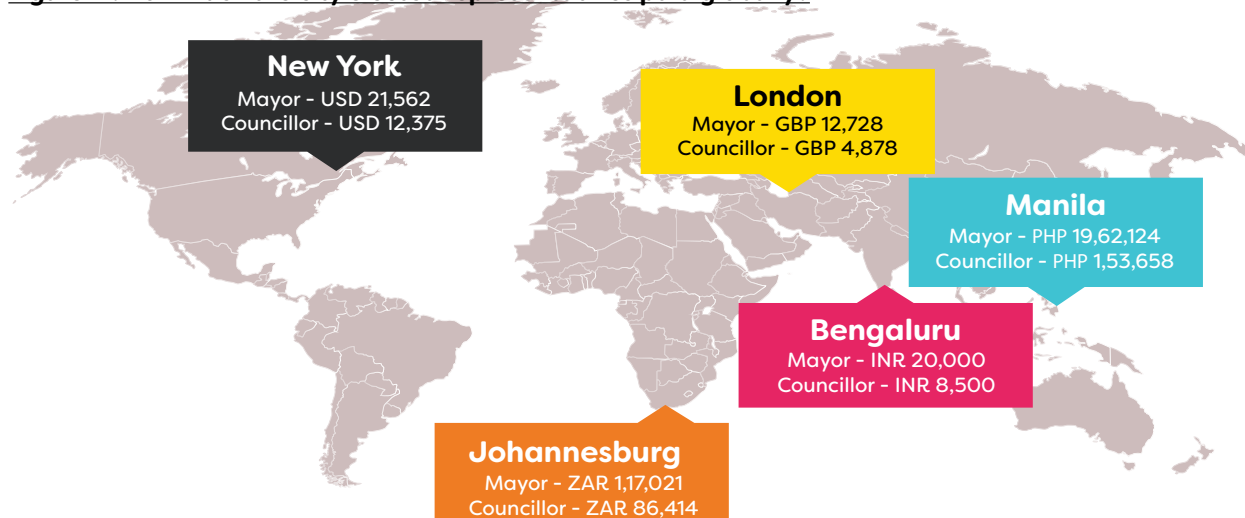 New York
Mayor - USD 21,562
Councillor - USD 12,375
London
Mayor - GBP 12,728
Councillor - GBP 4,878
Manila
Mayor - PHP 19,62,124
Councillor - PHP 1,53,658
Bengaluru
Mayor - INR 20,000
Councillor - INR 8,500
Johannesburg
Mayor - ZAR 1,17,021
Councillor - ZAR 86,414